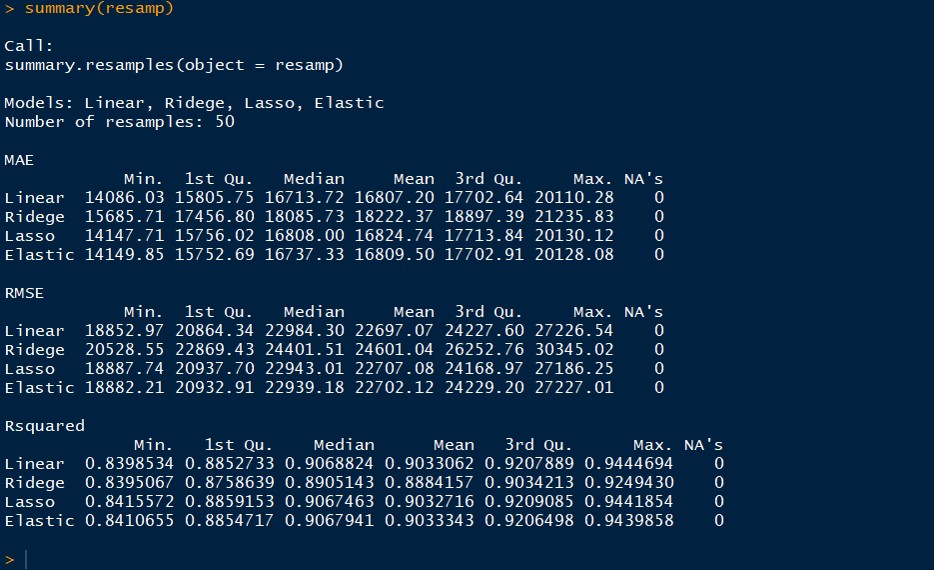 > summary(resamp)
Call:
summary.resamples(object = resamp)
Models: Linear, Ridege, Lasso, Elastic
Number of resamples: 50
MAE
Min. 1st Qu. Median Mean 3rd Qu. Max. NA's
Linear 14086.03 15805.75 16713.72 16807.20 17702.64 20110.28 0
Ridege 15685.71 17456.80 18085.73 18222.37 18897.39 21235.83 0
Lasso 14147.71 15756.02 16808.00 16824.74 17713.84 20130.12 0
Elastic 14149.85 15752.69 16737.33 16809.50 17702.91 20128.08 0
RMSE
Min. 1st Qu. Median Mean 3rd Qu. Max. NA's
Linear 18852.97 20864.34 22984.30 22697.07 24227.60 27226.54 0
Ridege 20528.55 22869.43 24401.51 24601.04 26252.76 30345.02 0
Lasso 18887.74 20937.70 22943.01 22707.08 24168.97 27186.25 0
Elastic 18882.21 20932.91 22939.18 22702.12 24229.20 27227.01 0
Rsquared
Min. 1st Qu. Median Mean 3rd Qu. Max. NA's
Linear 0.8398534 0.8852733 0.9068824 0.9033062 0.9207889 0.9444694 0
Ridege 0.8395067 0.8758639 0.8905143 0.8884157 0.9034213 0.9249430 0
Lasso 0.8415572 0.8859153 0.9067463 0.9032716 0.9209085 0.9441854 0
Elastic 0.8410655 0.8854717 0.9067941 0.9033343 0.9206498 0.9439858 0
>